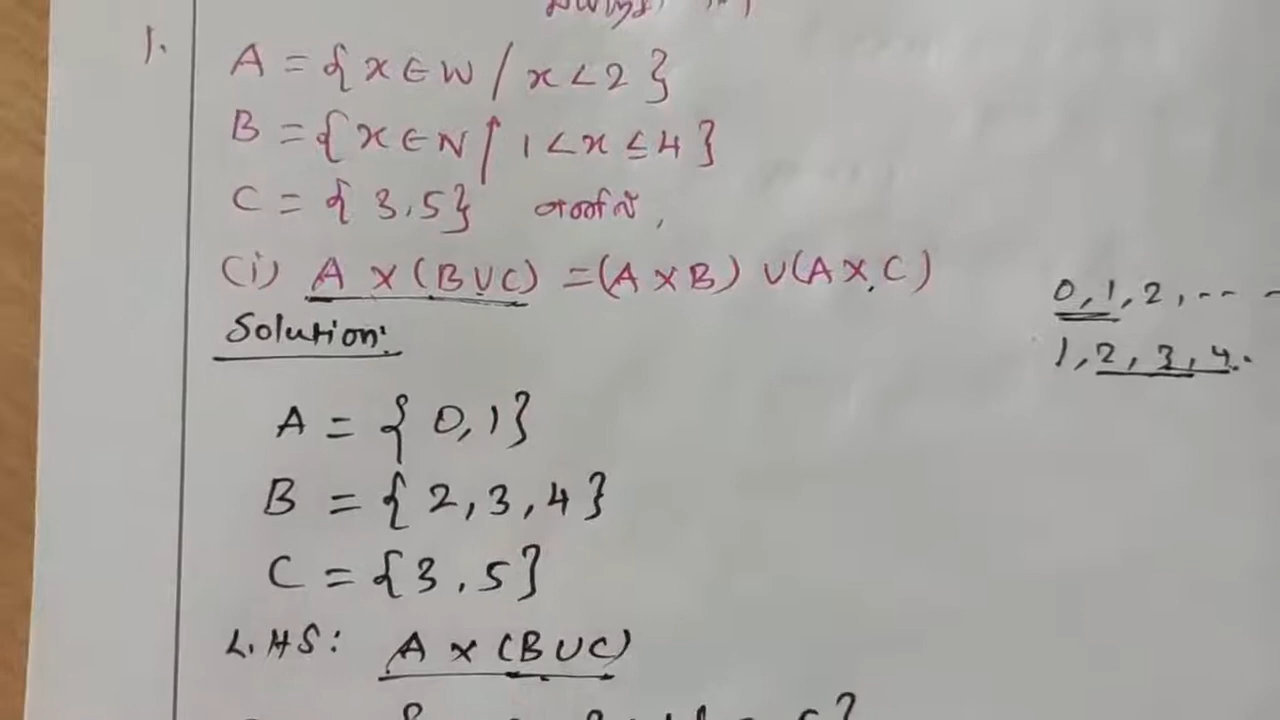 1.
A = {x ∈ W / x < 2}
B = {x ∈ N / 1 < x ≤ 4}
C = {3, 5} எனில்,
(i) A × (B ∪ C) = (A × B) ∪ (A × C)
0, 1, 2, ---
Solution:
1, 2, 3, 4.
A = {0, 1}
B = {2, 3, 4}
C = {3, 5}
L.HS: A × (B ∪ C)